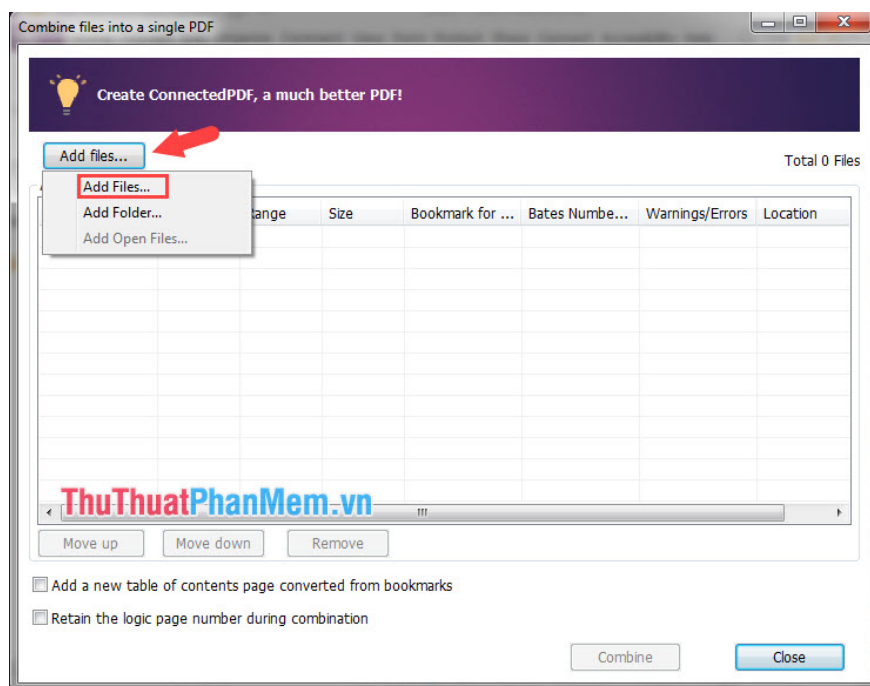 Combine files into a single PDF
Create ConnectedPDF, a much better PDF!
Add files...
Total 0 Files
Add Files...
Add Folder...
Add Open Files...
Size
Bookmark for ...
Bates Numbe...
Warnings/Errors
Location
ThuThuatPhanMem.vn
Move up
Move down
Remove
Add a new table of contents page converted from bookmarks
Retain the logic page number during combination
Combine
Close